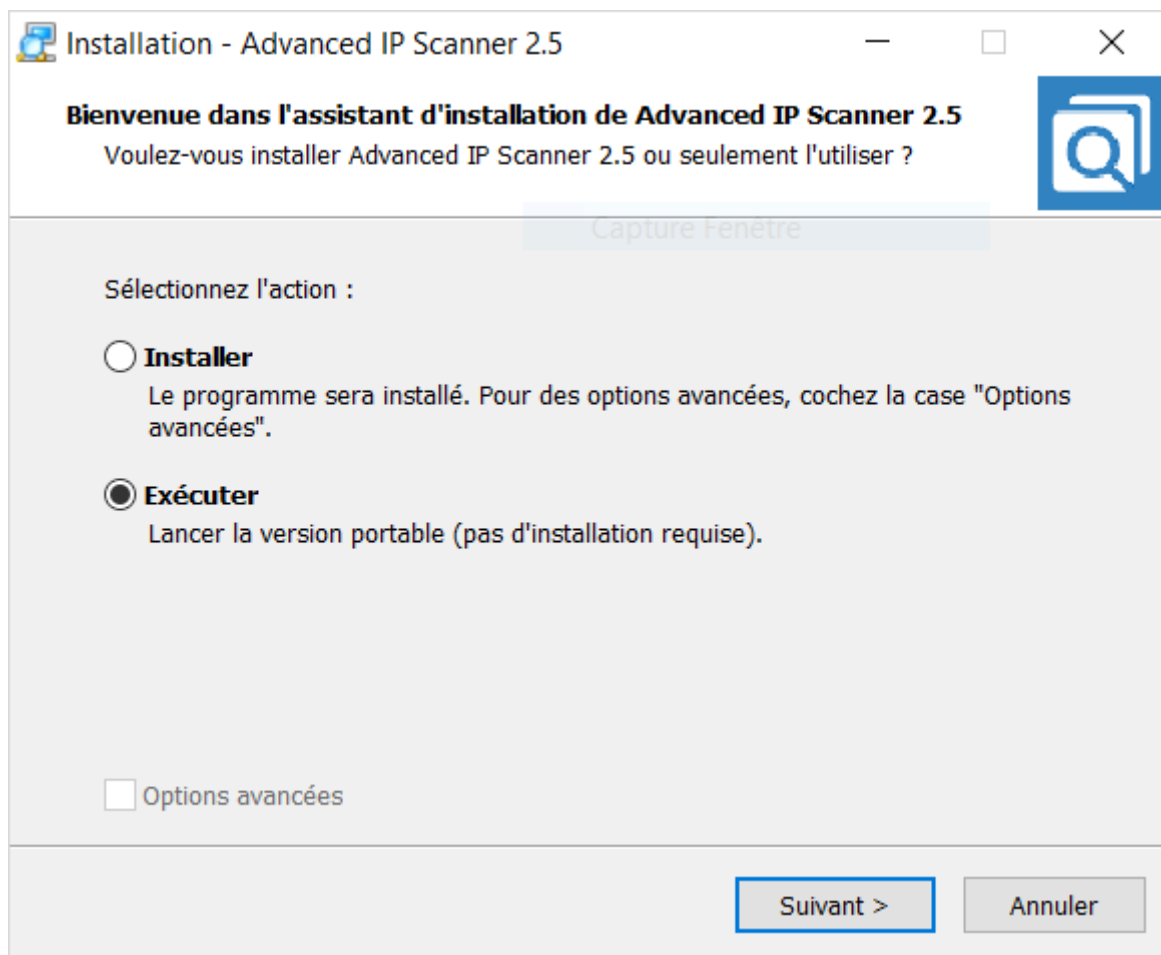 Installation - Advanced IP Scanner 2.5
Bienvenue dans l'assistant d'installation de Advanced IP Scanner 2.5
Voulez-vous installer Advanced IP Scanner 2.5 ou seulement l'utiliser ?
Capture Fenêtre
Sélectionnez l'action :
Installer
Le programme sera installé. Pour des options avancées, cochez la case "Options
avancées".
Exécuter
Lancer la version portable (pas d'installation requise).
Options avancées
Suivant >
Annuler